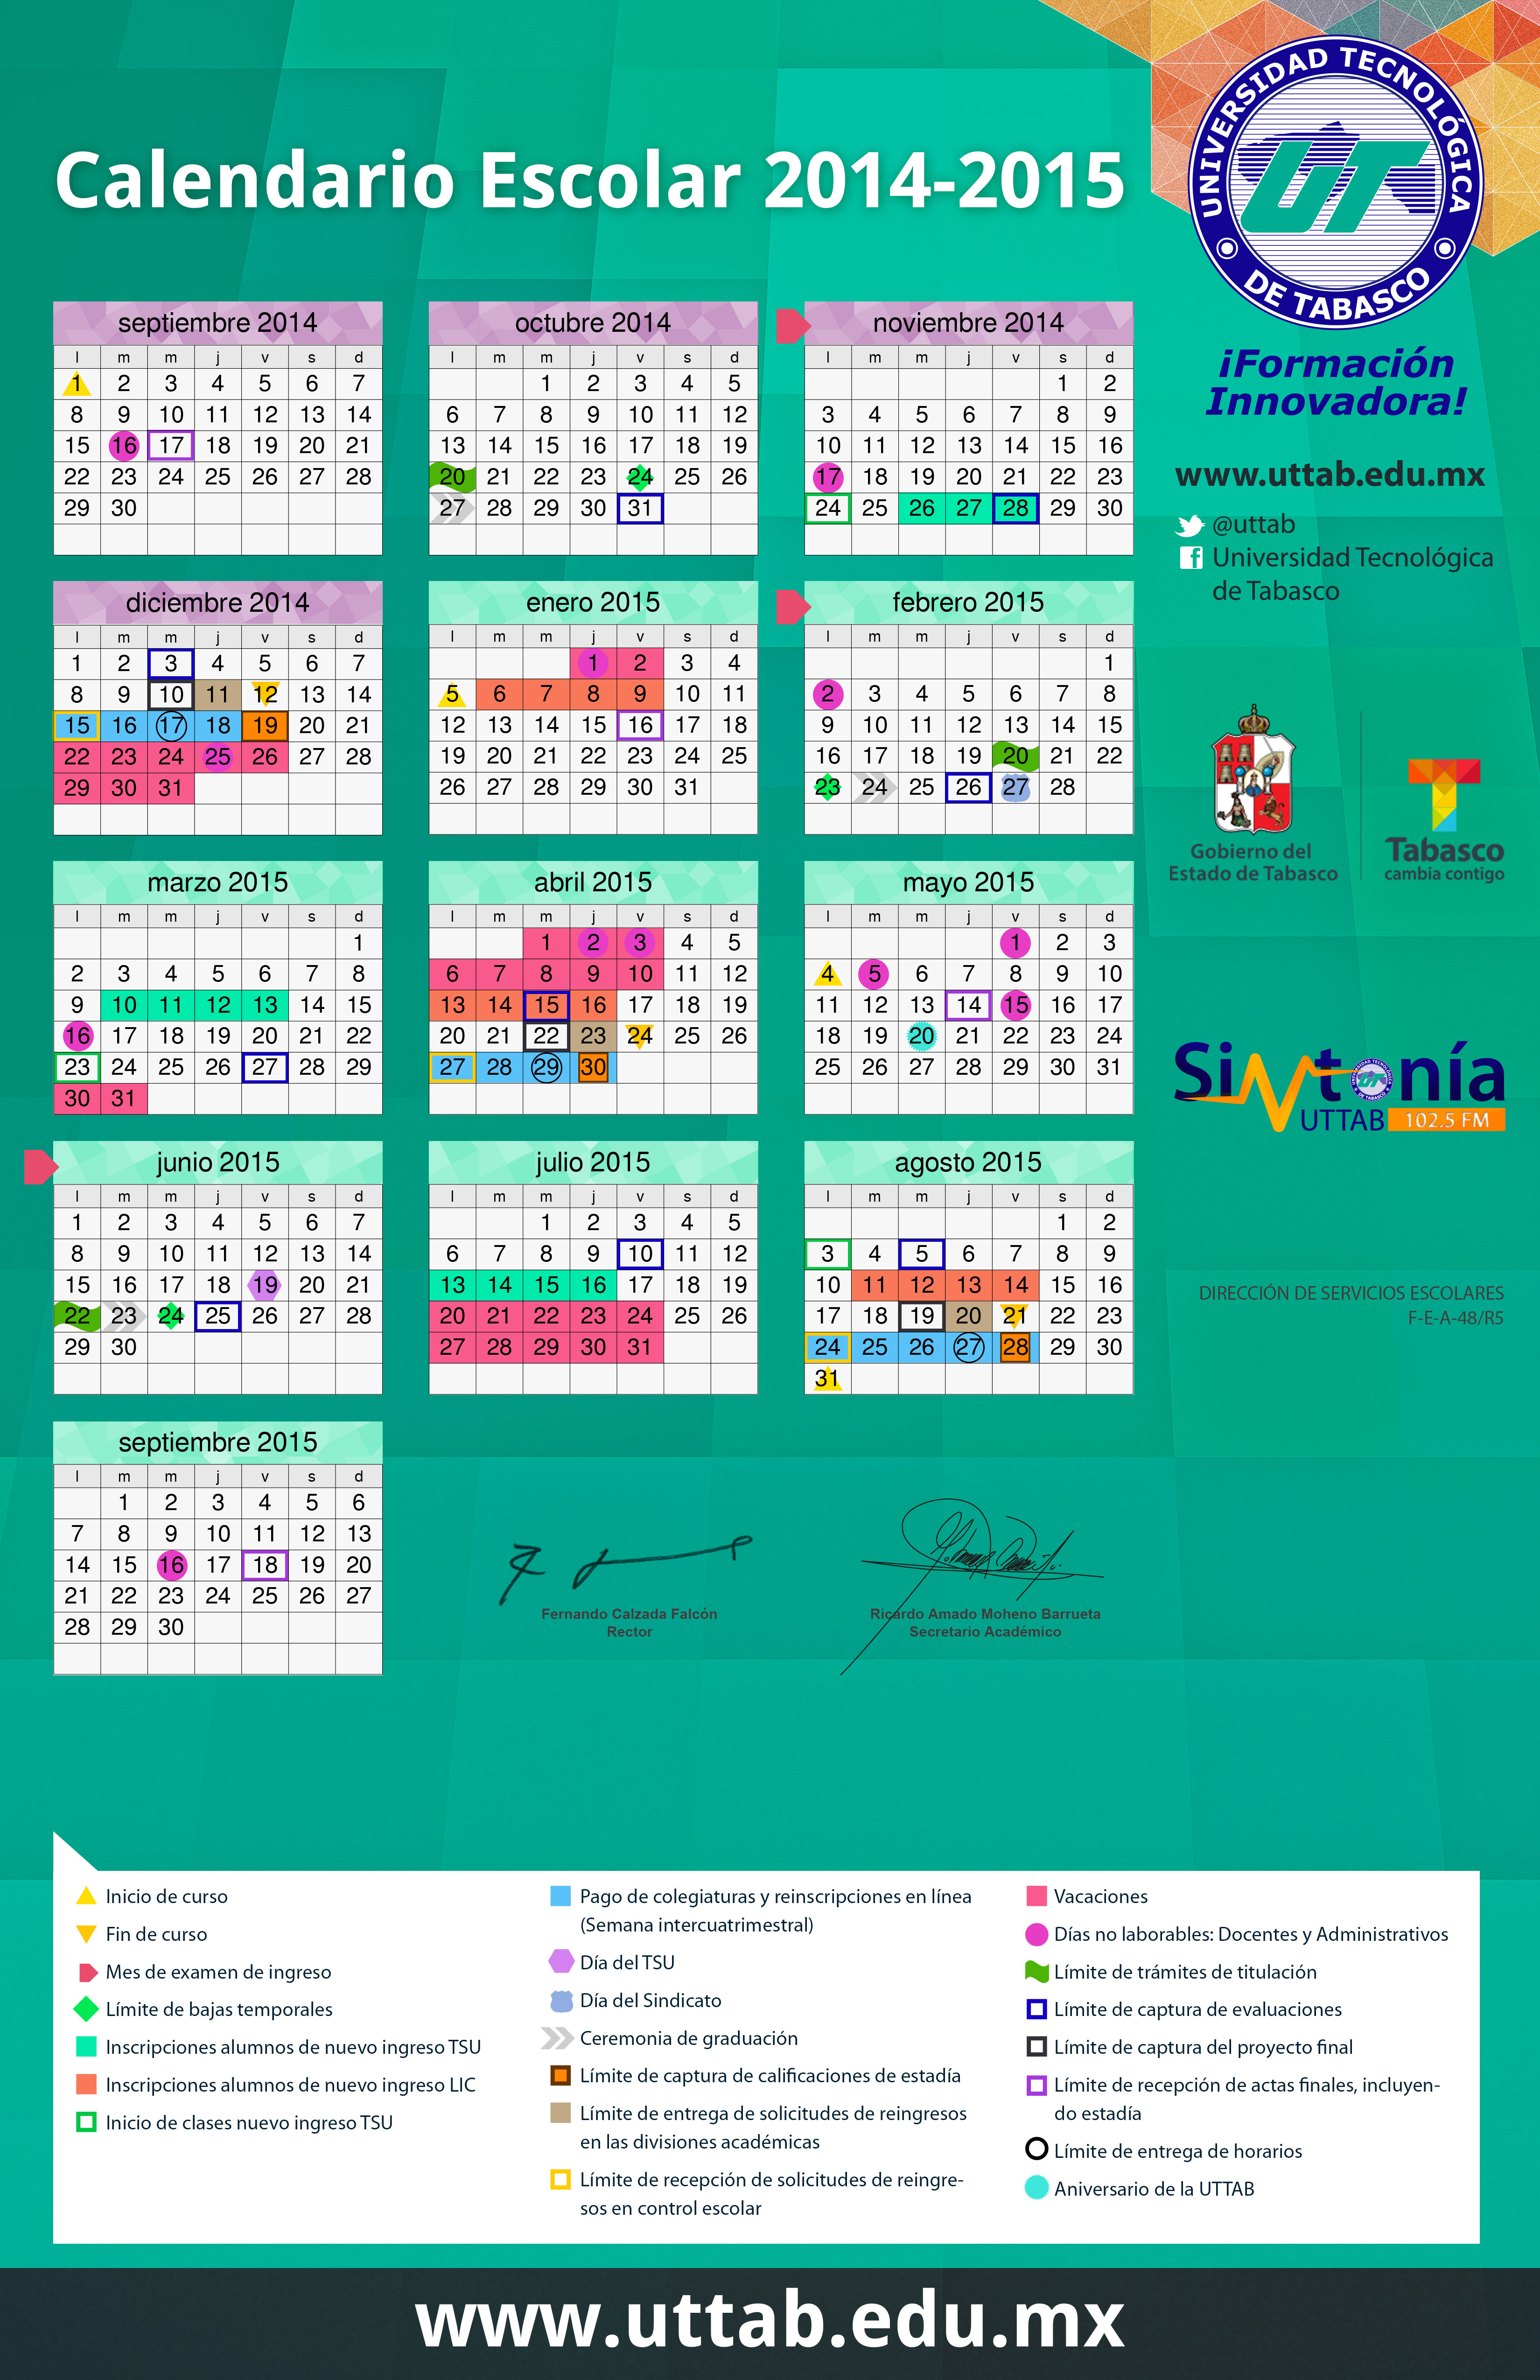 Calendario Escolar 2014-2015
UNIVERSIDAD TECNOLÓGICA
DE TABASCO
UT
¡Formación
Innovadora!
www.uttab.edu.mx
@uttab
Universidad Tecnológica
de Tabasco
Gobierno del
Estado de Tabasco
Tabasco
cambia contigo
Sintonía
UTTAB 102.5 FM
DIRECCIÓN DE SERVICIOS ESCOLARES
F-E-A-48/R5
septiembre 2014
l m m j v s d
1 2 3 4 5 6 7
8 9 10 11 12 13 14
15 16 17 18 19 20 21
22 23 24 25 26 27 28
29 30
octubre 2014
l m m j v s d
1 2 3 4 5
6 7 8 9 10 11 12
13 14 15 16 17 18 19
20 21 22 23 24 25 26
27 28 29 30 31
noviembre 2014
l m m j v s d
1 2
3 4 5 6 7 8 9
10 11 12 13 14 15 16
17 18 19 20 21 22 23
24 25 26 27 28 29 30
diciembre 2014
l m m j v s d
1 2 3 4 5 6 7
8 9 10 11 12 13 14
15 16 17 18 19 20 21
22 23 24 25 26 27 28
29 30 31
enero 2015
l m m j v s d
1 2 3 4
5 6 7 8 9 10 11
12 13 14 15 16 17 18
19 20 21 22 23 24 25
26 27 28 29 30 31
febrero 2015
l m m j v s d
1
2 3 4 5 6 7 8
9 10 11 12 13 14 15
16 17 18 19 20 21 22
23 24 25 26 27 28
marzo 2015
l m m j v s d
1
2 3 4 5 6 7 8
9 10 11 12 13 14 15
16 17 18 19 20 21 22
23 24 25 26 27 28 29
30 31
abril 2015
l m m j v s d
1 2 3 4 5
6 7 8 9 10 11 12
13 14 15 16 17 18 19
20 21 22 23 24 25 26
27 28 29 30
mayo 2015
l m m j v s d
1 2 3
4 5 6 7 8 9 10
11 12 13 14 15 16 17
18 19 20 21 22 23 24
25 26 27 28 29 30 31
junio 2015
l m m j v s d
1 2 3 4 5 6 7
8 9 10 11 12 13 14
15 16 17 18 19 20 21
22 23 24 25 26 27 28
29 30
julio 2015
l m m j v s d
1 2 3 4 5
6 7 8 9 10 11 12
13 14 15 16 17 18 19
20 21 22 23 24 25 26
27 28 29 30 31
agosto 2015
l m m j v s d
1 2
3 4 5 6 7 8 9
10 11 12 13 14 15 16
17 18 19 20 21 22 23
24 25 26 27 28 29 30
31
septiembre 2015
l m m j v s d
1 2 3 4 5 6
7 8 9 10 11 12 13
14 15 16 17 18 19 20
21 22 23 24 25 26 27
28 29 30
Fernando Calzada Falcón
Rector
Ricardo Amado Moheno Barrueta
Secretario Académico
Inicio de curso
Fin de curso
Mes de examen de ingreso
Límite de bajas temporales
Inscripciones alumnos de nuevo ingreso TSU
Inscripciones alumnos de nuevo ingreso LIC
Inicio de clases nuevo ingreso TSU
Pago de colegiaturas y reinscripciones en línea
(Semana intercuatrimestral)
Día del TSU
Día del Sindicato
Ceremonia de graduación
Límite de captura de calificaciones de estadía
Límite de entrega de solicitudes de reingresos
en las divisiones académicas
Límite de recepción de solicitudes de reingre-
sos en control escolar
Vacaciones
Días no laborables: Docentes y Administrativos
Límite de trámites de titulación
Límite de captura de evaluaciones
Límite de captura del proyecto final
Límite de recepción de actas finales, incluyen-
do estadía
Límite de entrega de horarios
Aniversario de la UTTAB
www.uttab.edu.mx